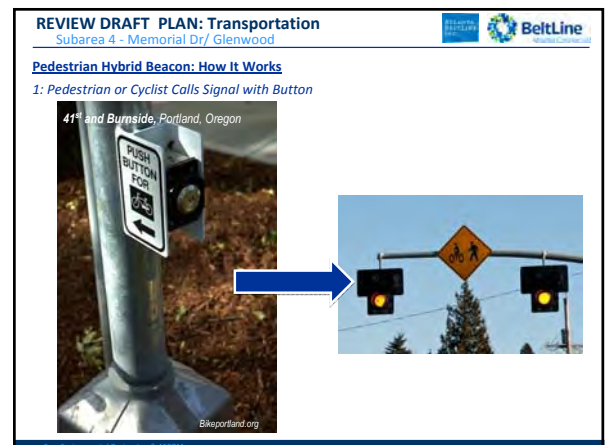 REVIEW DRAFT PLAN: Transportation
Subarea 4 - Memorial Dr/ Glenwood
BeltLine
Pedestrian Hybrid Beacon: How It Works
1: Pedestrian or Cyclist Calls Signal with Button
41st and Burnside, Portland, Oregon
PUSH
BUTTON
FOR
Bikeportland.org